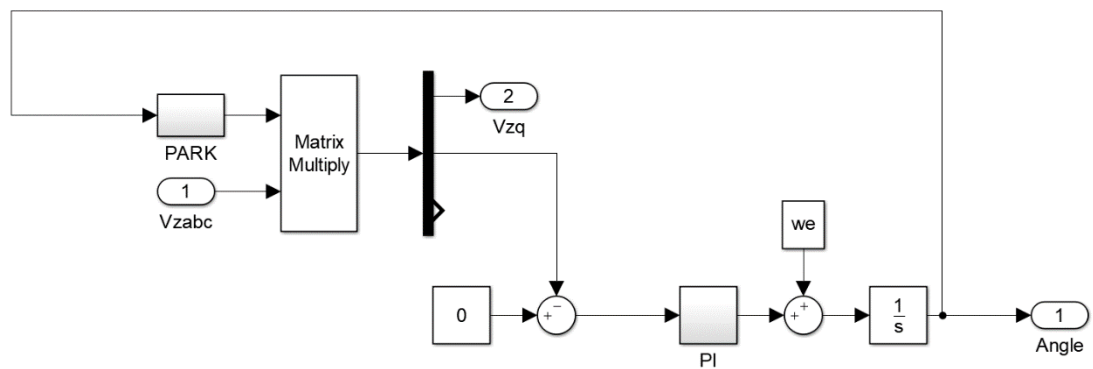 2
Vzq
PARK
Matrix
Multiply
1
Vzabc
we
0
−
+
PI
+
+
1
s
1
Angle